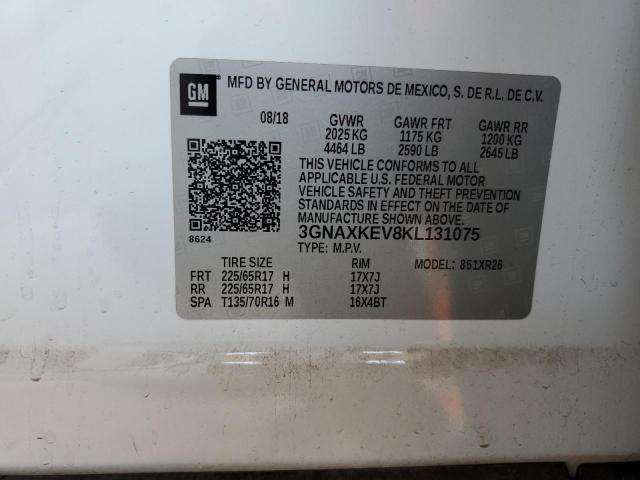 GM MFD BY GENERAL MOTORS DE MEXICO, S. DE R.L. DE C.V.
08/18 GVWR GAWR FRT GAWR RR
2025 KG 1175 KG 1200 KG
4464 LB 2590 LB 2645 LB
THIS VEHICLE CONFORMS TO ALL
APPLICABLE U.S. FEDERAL MOTOR
VEHICLE SAFETY AND THEFT PREVENTION
STANDARDS IN EFFECT ON THE DATE OF
MANUFACTURE SHOWN ABOVE.
8624 3GNAXKEV8KL131075
TYPE: M.P.V. MODEL: 851XR26
TIRE SIZE RIM
FRT 225/65R17 H 17X7J
RR 225/65R17 H 17X7J
SPA T135/70R16 M 16X4BT